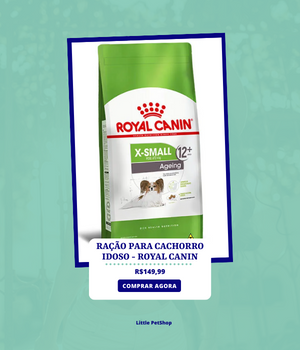 ROYAL CANIN
X-SMALL
12+
Ageing
RAÇÃO PARA CACHORRO
IDOSO - ROYAL CANIN
R$149,99
COMPRAR AGORA
Little PetShop